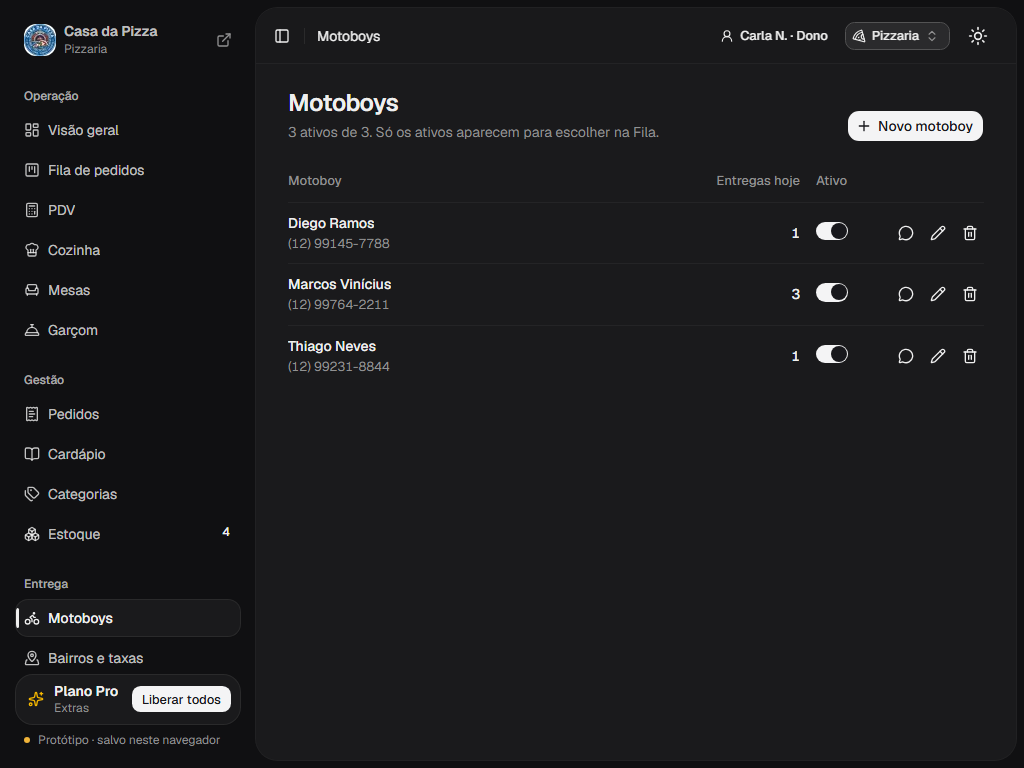 Casa da Pizza
Pizzaria
Operação
Visão geral
Fila de pedidos
PDV
Cozinha
Mesas
Garçom
Gestão
Pedidos
Cardápio
Categorias
Estoque 4
Entrega
Motoboys
Bairros e taxas
Plano Pro
Extras
Liberar todos
Protótipo · salvo neste navegador
Motoboys
Carla N. · Dono
Pizzaria
Motoboys
3 ativos de 3. Só os ativos aparecem para escolher na Fila.
+ Novo motoboy
Motoboy Entregas hoje Ativo
Diego Ramos
(12) 99145-7788
1
Marcos Vinícius
(12) 99764-2211
3
Thiago Neves
(12) 99231-8844
1